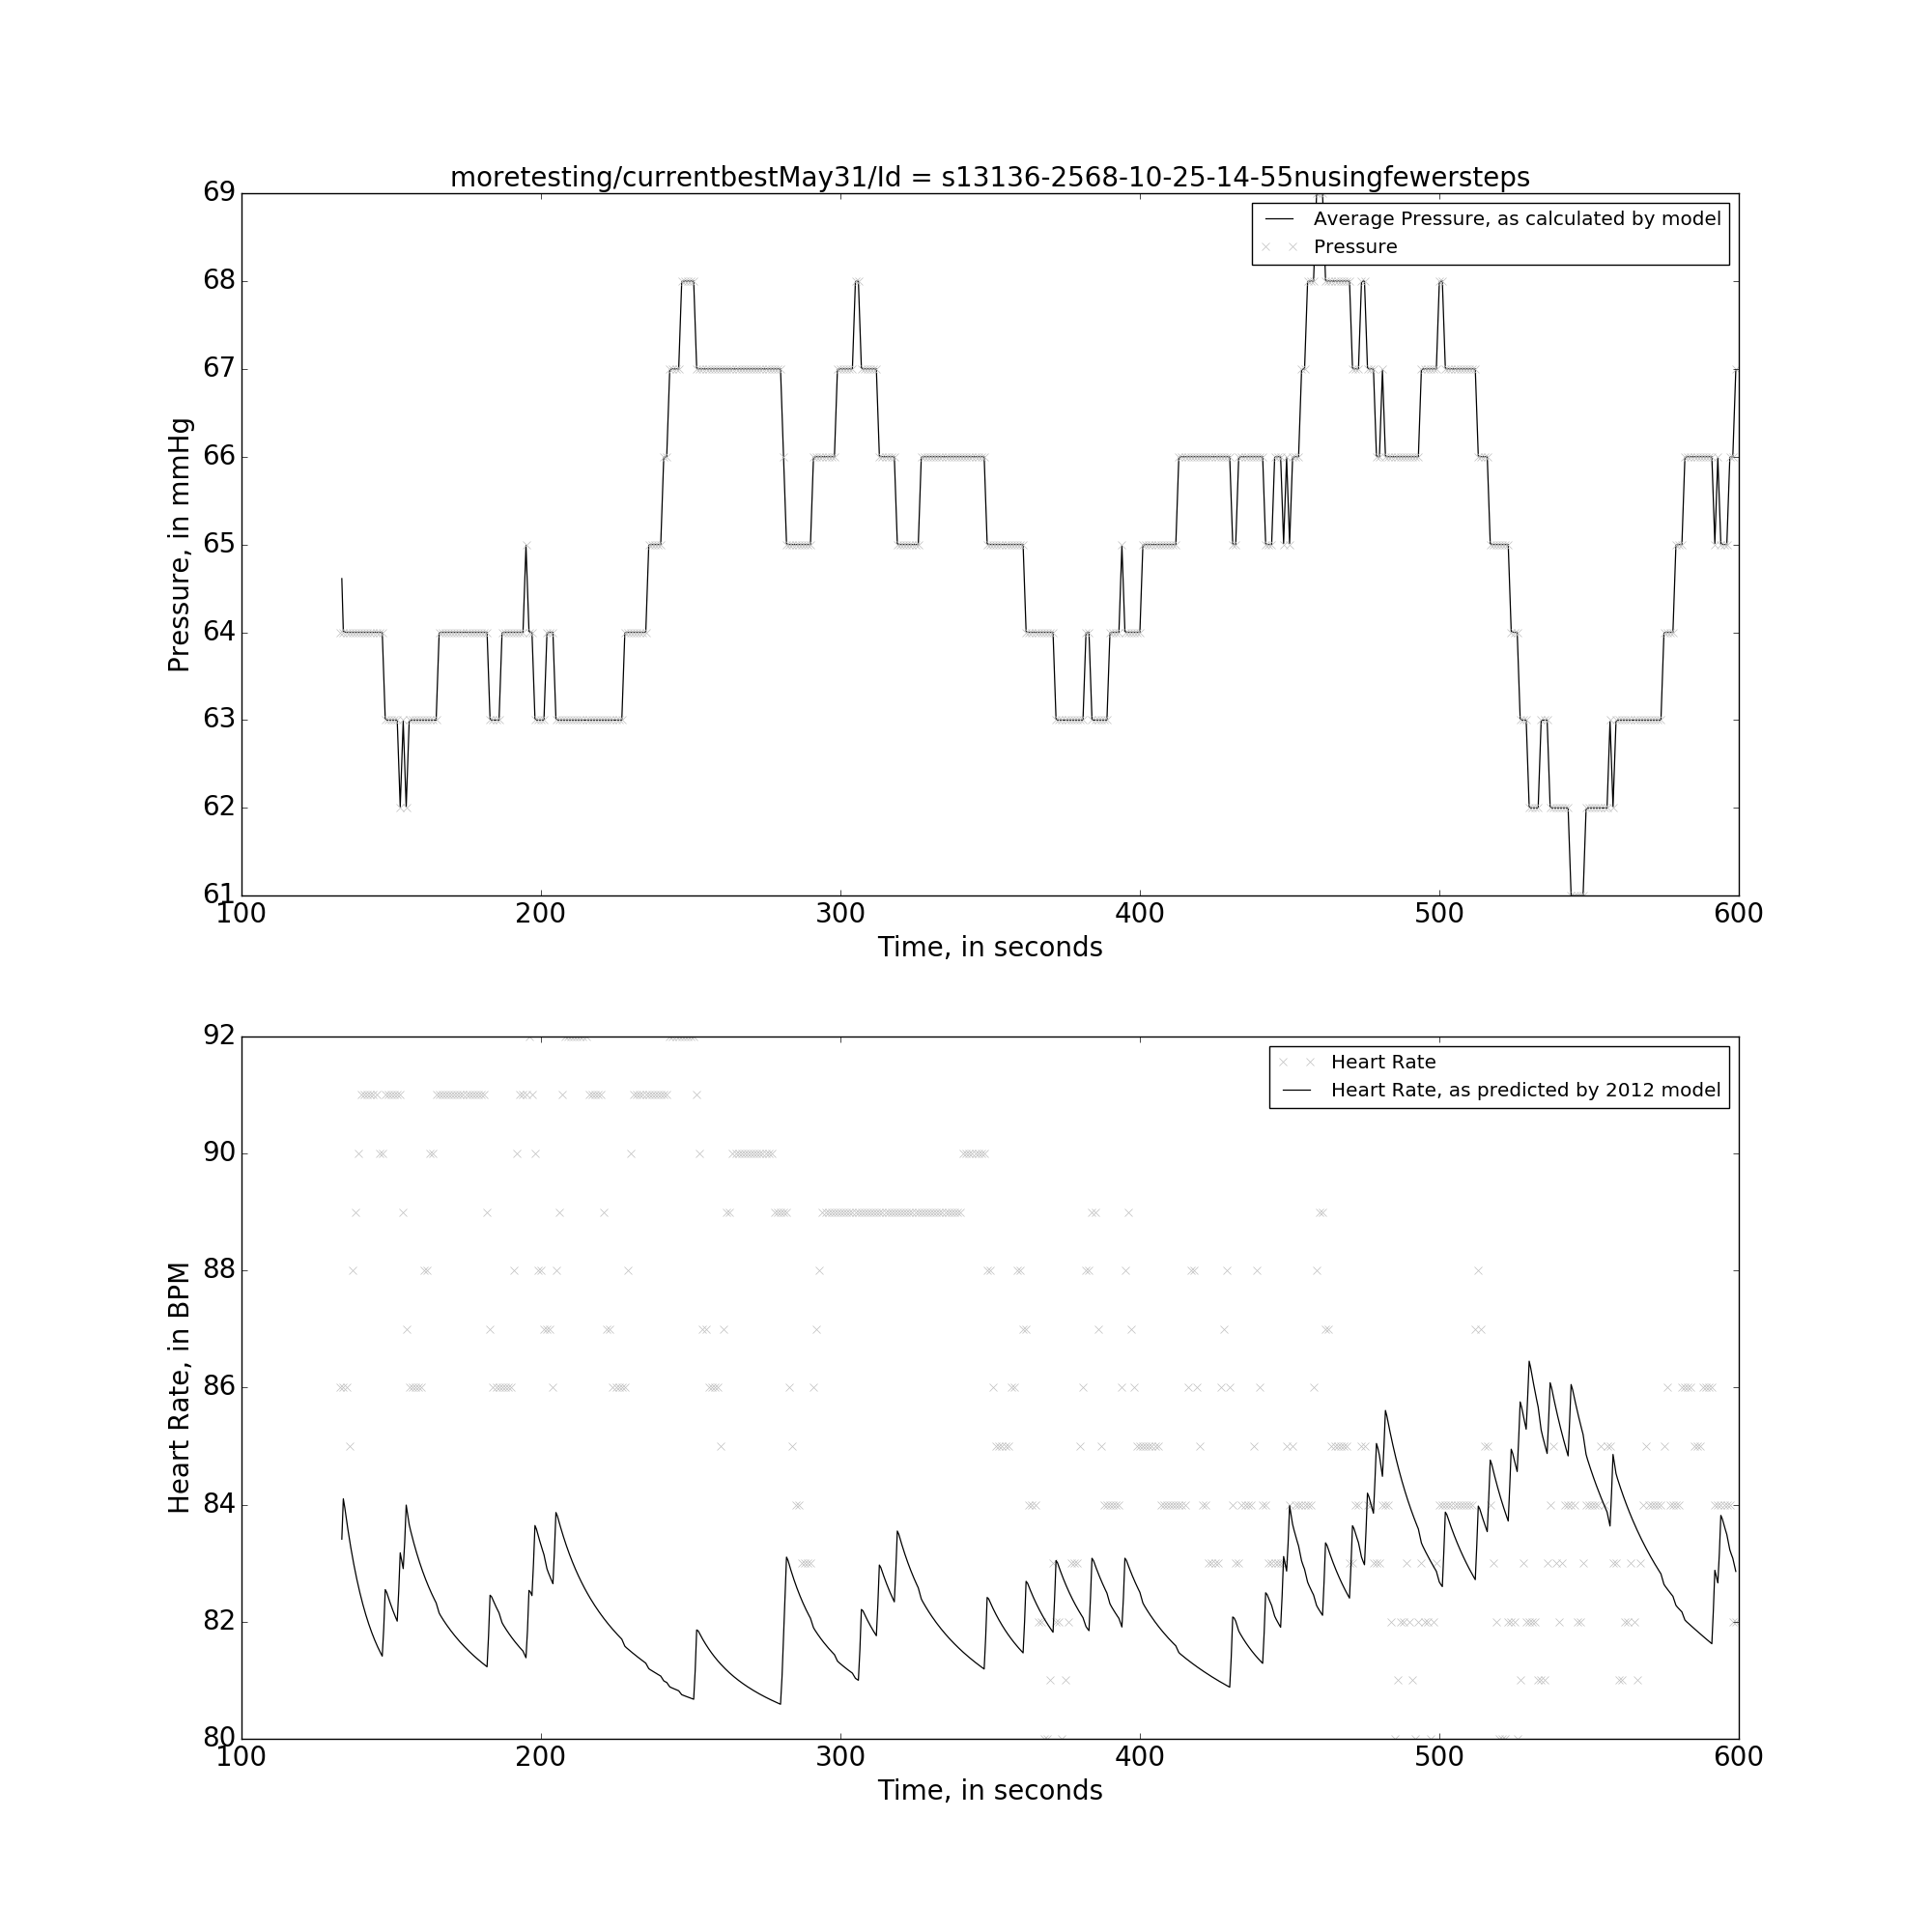 moretesting/currentbestMay31/Id = s13136-2568-10-25-14-55nusingfewersteps
69
68
67
66
65
64
63
62
61
Pressure, in mmHg
Average Pressure, as calculated by model
Pressure
100 200 300 400 500 600
Time, in seconds
92
90
88
86
84
82
80
Heart Rate, in BPM
Heart Rate
Heart Rate, as predicted by 2012 model
100 200 300 400 500 600
Time, in seconds